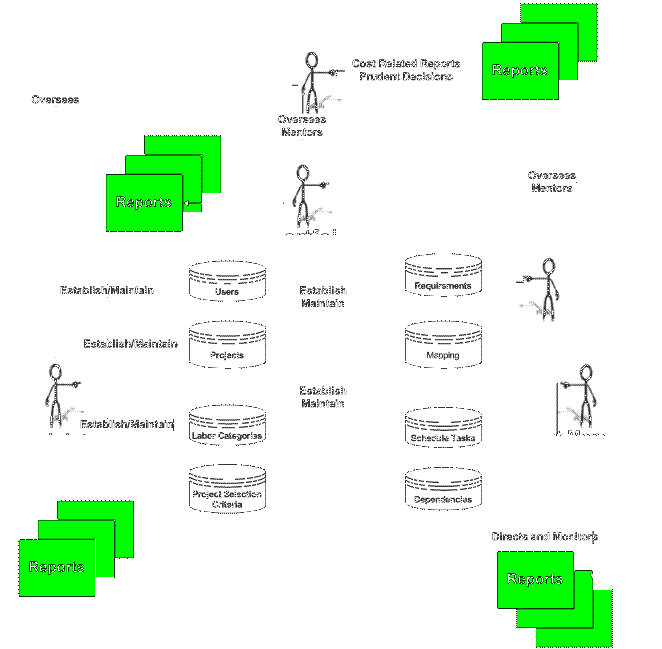 Cost Related Reports
Prudent Decisions
Reports
Oversees
Oversees
Mentors
Reports
Oversees
Mentors
Establish/Maintain
Users
Establish
Maintain
Requirements
Establish/Maintain
Projects
Mapping
Establish
Maintain
Establish/Maintain
Labor Categories
Schedule Tasks
Project Selection
Criteria
Dependencies
Directs and Monitors
Reports
Reports